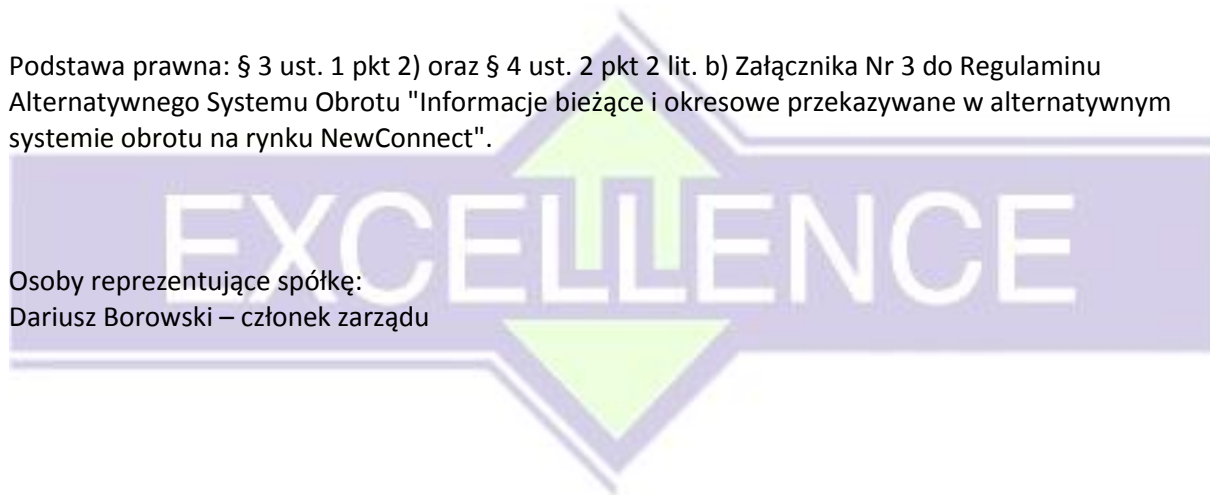 Podstawa prawna: § 3 ust. 1 pkt 2) oraz § 4 ust. 2 pkt 2 lit. b) Załącznika Nr 3 do Regulaminu
Alternatywnego Systemu Obrotu "Informacje bieżące i okresowe przekazywane w alternatywnym
systemie obrotu na rynku NewConnect".
EXCELLENCE
Osoby reprezentujące spółkę:
Dariusz Borowski – członek zarządu